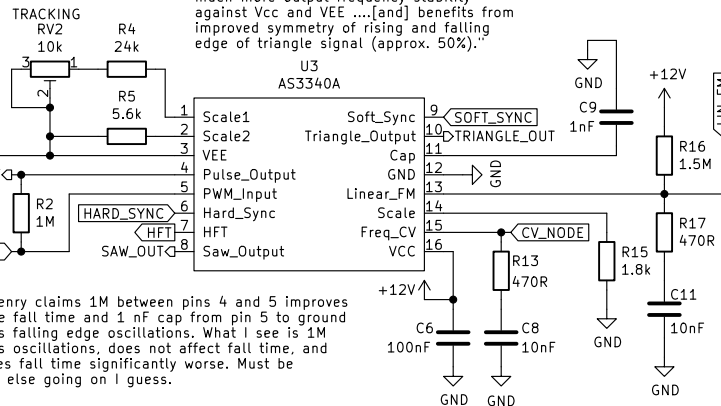 much more output frequency stability
against Vcc and VEE ....[and] benefits from
improved symmetry of rising and falling
edge of triangle signal (approx. 50%)."
TRACKING
RV2
10k
3
1
2
R4
24k
R5
5.6k
U3
AS3340A
1
Scale1
2
Scale2
3
VEE
4
Pulse_Output
5
PWM_Input
6
Hard_Sync
7
HFT
8
Saw_Output
Soft_Sync
9
Triangle_Output
10
Cap
11
GND
12
Linear_FM
13
Scale
14
Freq_CV
15
VCC
16
R2
1M
HARD_SYNC
HFT
SAW_OUT
SOFT_SYNC
TRIANGLE_OUT
GND
CV_NODE
GND
C9
1nF
+12V
R16
1.5M
R17
470R
R15
1.8k
GND
C11
10nF
GND
R13
470R
+12V
C6
100nF
GND
C8
10nF
GND
enry claims 1M between pins 4 and 5 improves
fall time and 1 nF cap from pin 5 to ground
falling edge oscillations. What I see is 1M
oscillations, does not affect fall time, and
fall time significantly worse. Must be
else going on I guess.